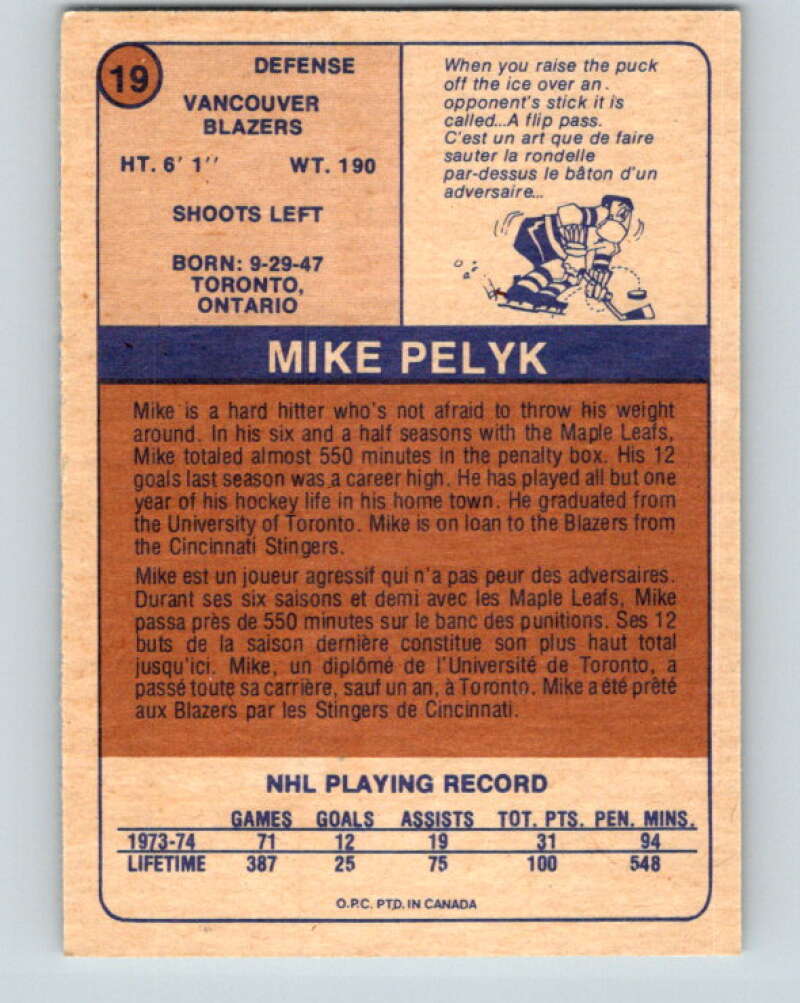 19
DEFENSE
VANCOUVER
BLAZERS
HT. 6' 1'' WT. 190
SHOOTS LEFT
BORN: 9-29-47
TORONTO,
ONTARIO
When you raise the puck
off the ice over an
opponent's stick it is
called...A flip pass.
C'est un art que de faire
sauter la rondelle
par-dessus le bâton d'un
adversaire...
MIKE PELYK
Mike is a hard hitter who's not afraid to throw his weight
around. In his six and a half seasons with the Maple Leafs,
Mike totaled almost 550 minutes in the penalty box. His 12
goals last season was a career high. He has played all but one
year of his hockey life in his home town. He graduated from
the University of Toronto. Mike is on loan to the Blazers from
the Cincinnati Stingers.
Mike est un joueur agressif qui n'a pas peur des adversaires.
Durant ses six saisons et demi avec les Maple Leafs, Mike
passa près de 550 minutes sur le banc des punitions. Ses 12
buts de la saison dernière constitue son plus haut total
jusqu'ici. Mike, un diplômé de l'Université de Toronto, a
passé toute sa carrière, sauf un an, à Toronto. Mike a été prêté
aux Blazers par les Stingers de Cincinnati.
NHL PLAYING RECORD
GAMES GOALS ASSISTS TOT. PTS. PEN. MINS.
1973-74 71 12 19 31 94
LIFETIME 387 25 75 100 548
O.P.C. PTD. IN CANADA